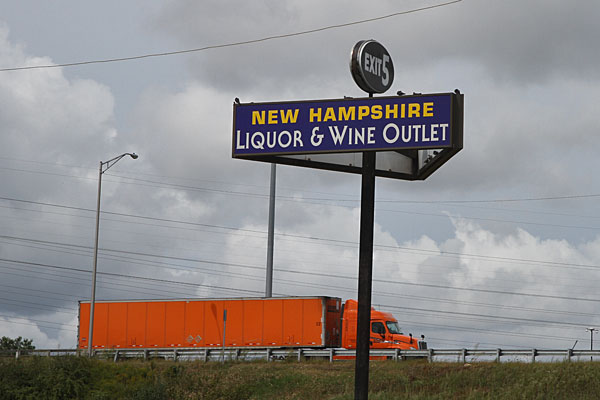 EXIT 5
NEW HAMPSHIRE
LIQUOR & WINE OUTLET